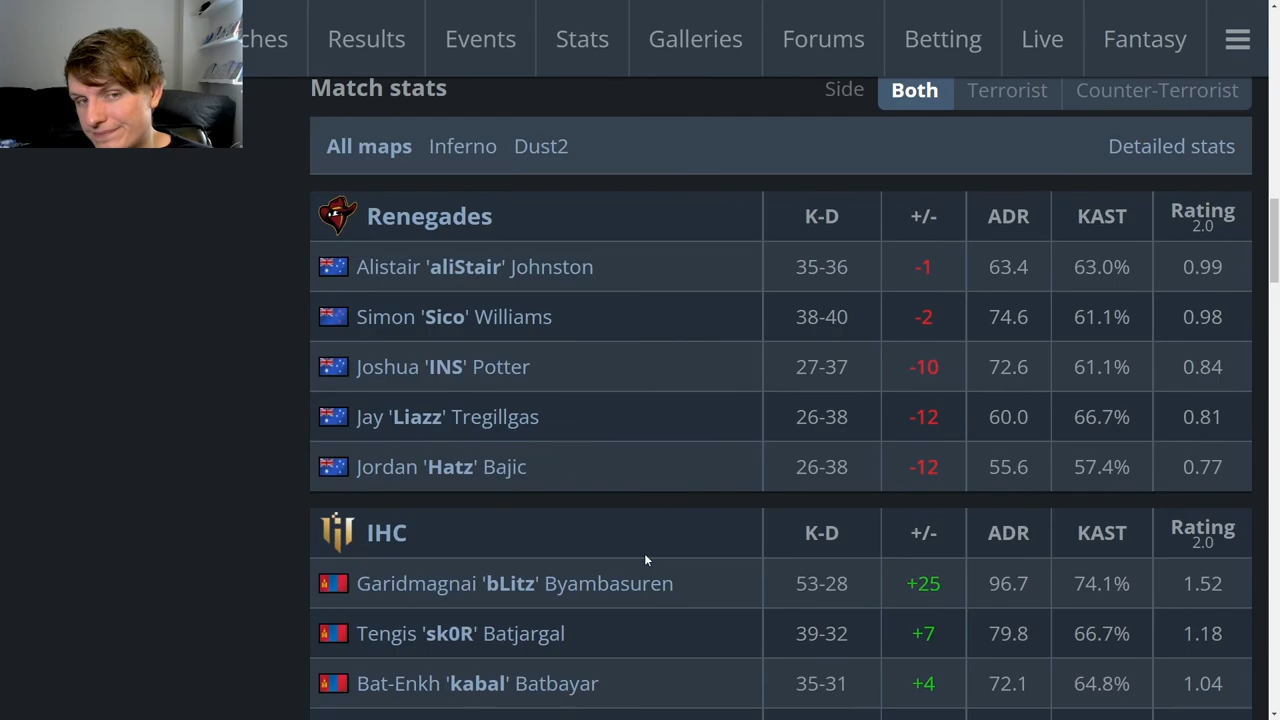 ches Results Events Stats Galleries Forums Betting Live Fantasy
Match stats Side Both Terrorist Counter-Terrorist
All maps Inferno Dust2 Detailed stats
Renegades K-D +/- ADR KAST Rating 2.0
Alistair 'aliStair' Johnston 35-36 -1 63.4 63.0% 0.99
Simon 'Sico' Williams 38-40 -2 74.6 61.1% 0.98
Joshua 'INS' Potter 27-37 -10 72.6 61.1% 0.84
Jay 'Liazz' Tregillgas 26-38 -12 60.0 66.7% 0.81
Jordan 'Hatz' Bajic 26-38 -12 55.6 57.4% 0.77
IHC K-D +/- ADR KAST Rating 2.0
Garidmagnai 'bLitz' Byambasuren 53-28 +25 96.7 74.1% 1.52
Tengis 'sk0R' Batjargal 39-32 +7 79.8 66.7% 1.18
Bat-Enkh 'kabal' Batbayar 35-31 +4 72.1 64.8% 1.04